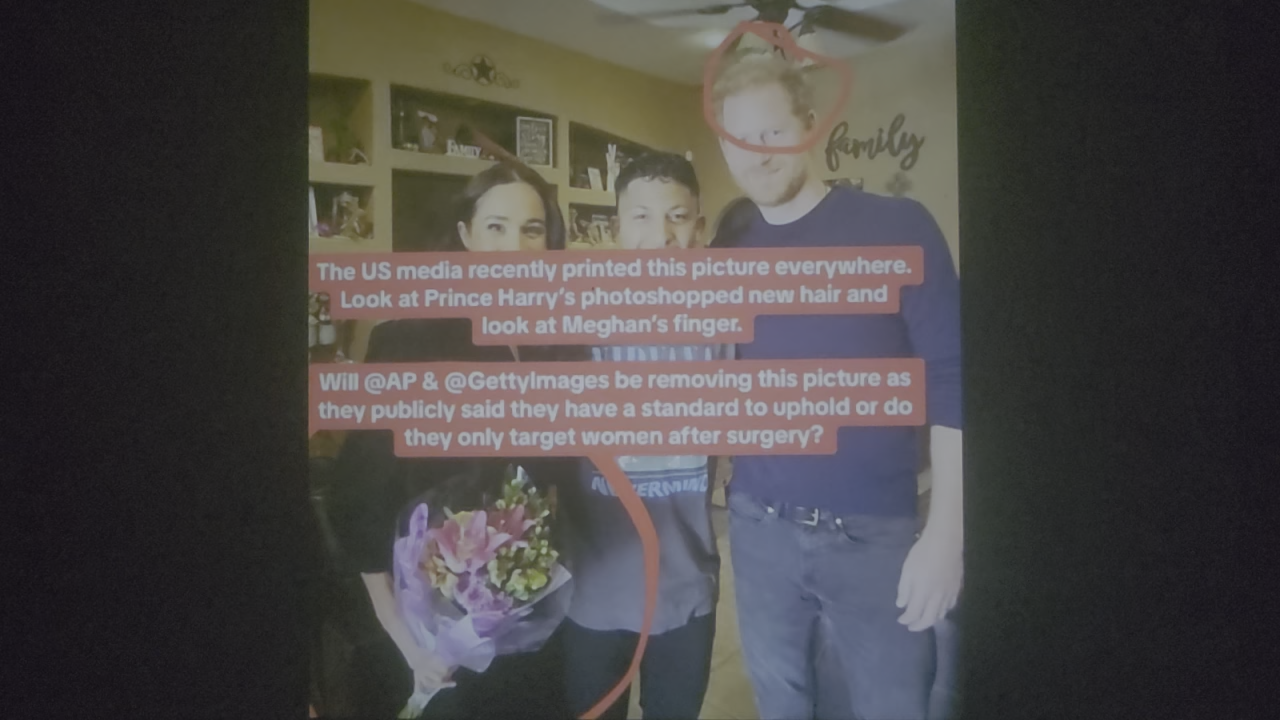 FAMILY
family
The US media recently printed this picture everywhere.
Look at Prince Harry's photoshopped new hair and
look at Meghan's finger.
Will @AP & @GettyImages be removing this picture as
they publicly said they have a standard to uphold or do
they only target women after surgery?
NEVERMIND